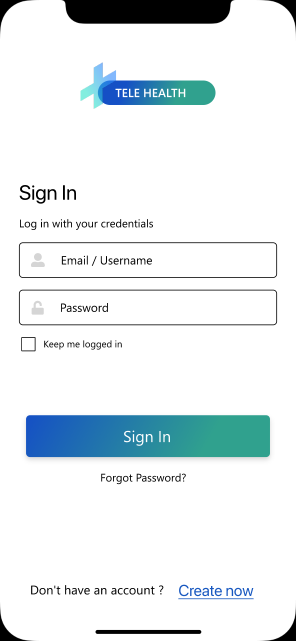 TELE HEALTH
Sign In
Log in with your credentials
Email / Username
Password
Keep me logged in
Sign In
Forgot Password?
Don't have an account ? Create now